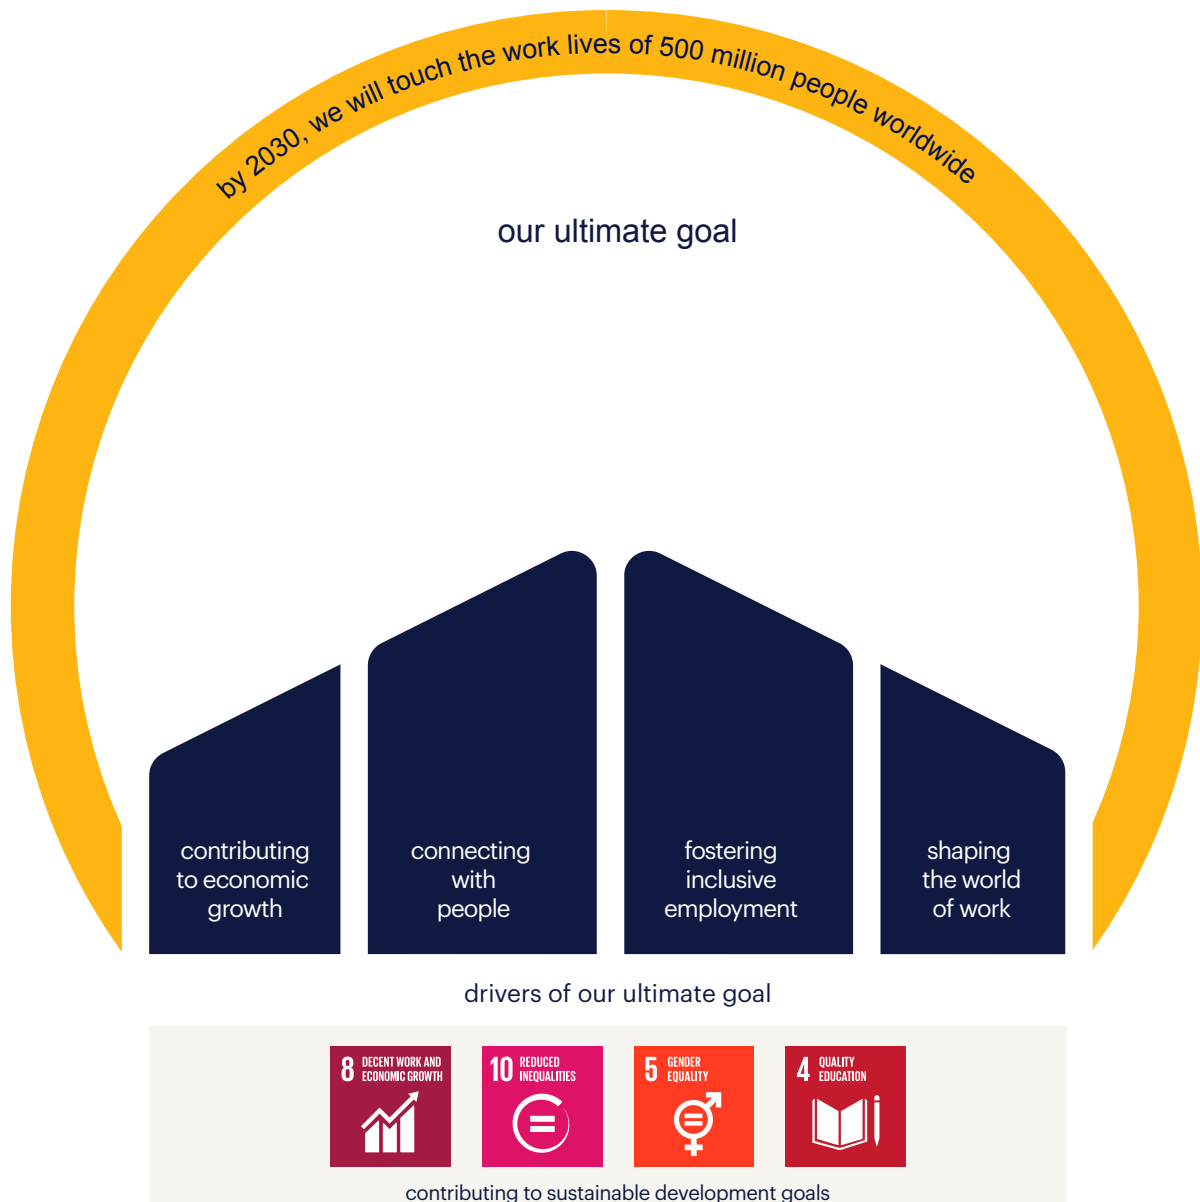 by 2030, we will touch the work lives of 500 million people worldwide
our ultimate goal
contributing
to economic
growth
connecting
with
people
fostering
inclusive
employment
shaping
the world
of work
drivers of our ultimate goal
8 DECENT WORK AND
ECONOMIC GROWTH
10 REDUCED
INEQUALITIES
5 GENDER
EQUALITY
4 QUALITY
EDUCATION
contributing to sustainable development goals